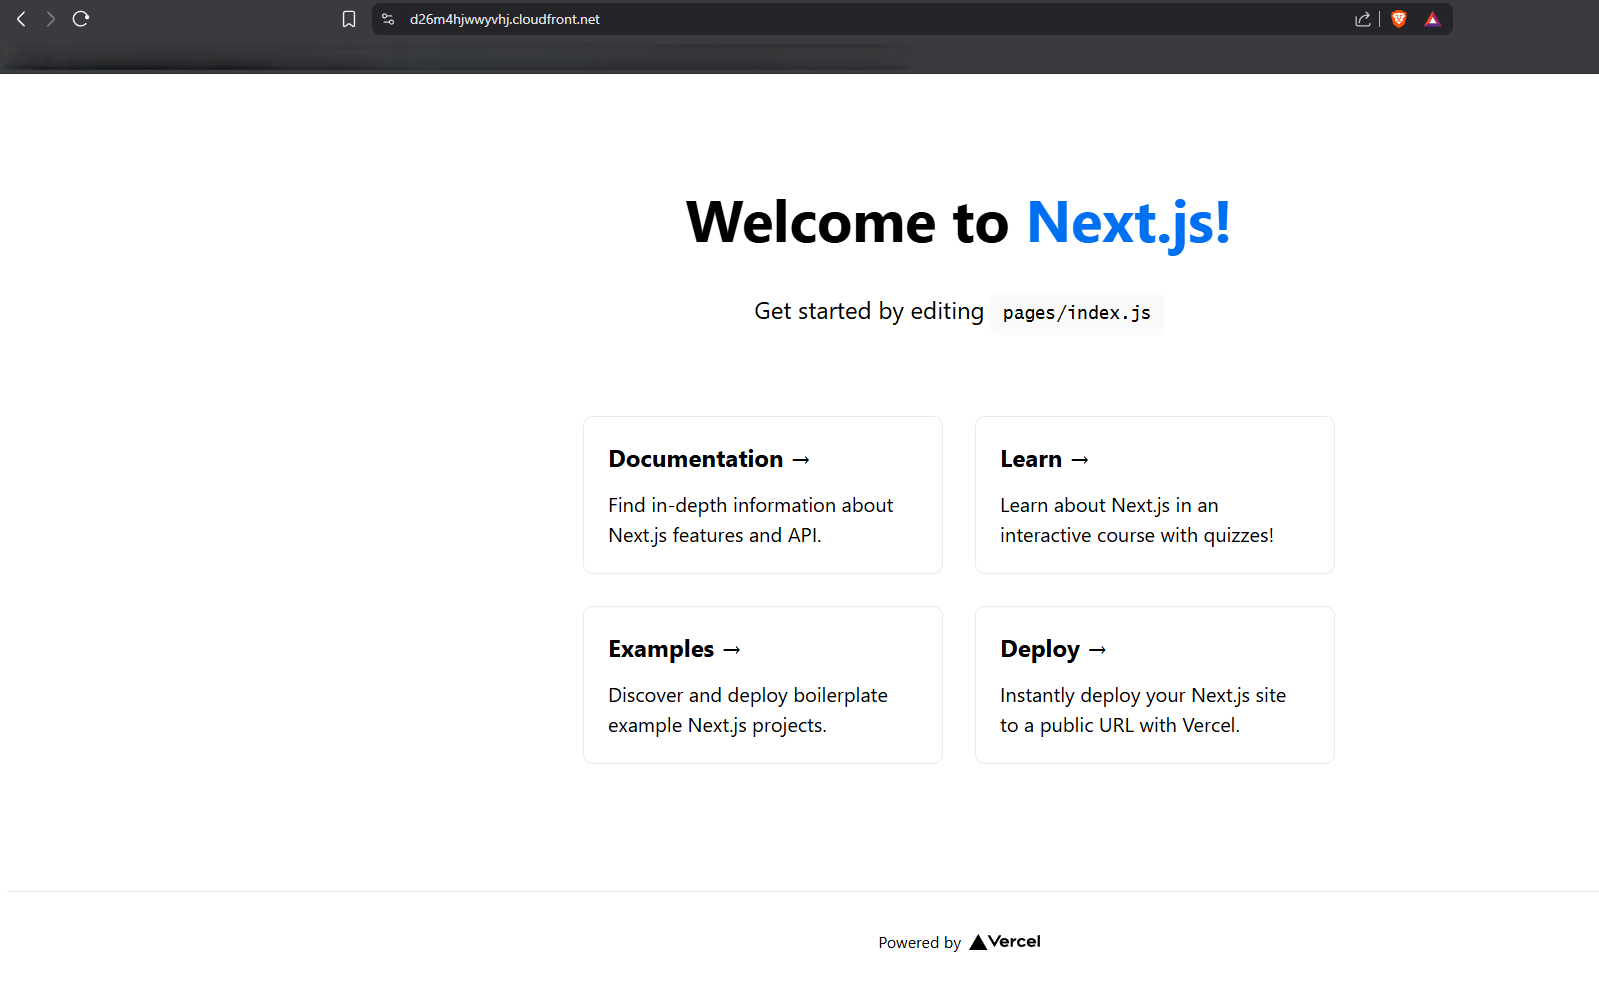 d26m4hjwwyvhj.cloudfront.net
Welcome to Next.js!
Get started by editing pages/index.js
Documentation →
Find in-depth information about
Next.js features and API.
Learn →
Learn about Next.js in an
interactive course with quizzes!
Examples →
Discover and deploy boilerplate
example Next.js projects.
Deploy →
Instantly deploy your Next.js site
to a public URL with Vercel.
Powered by Vercel